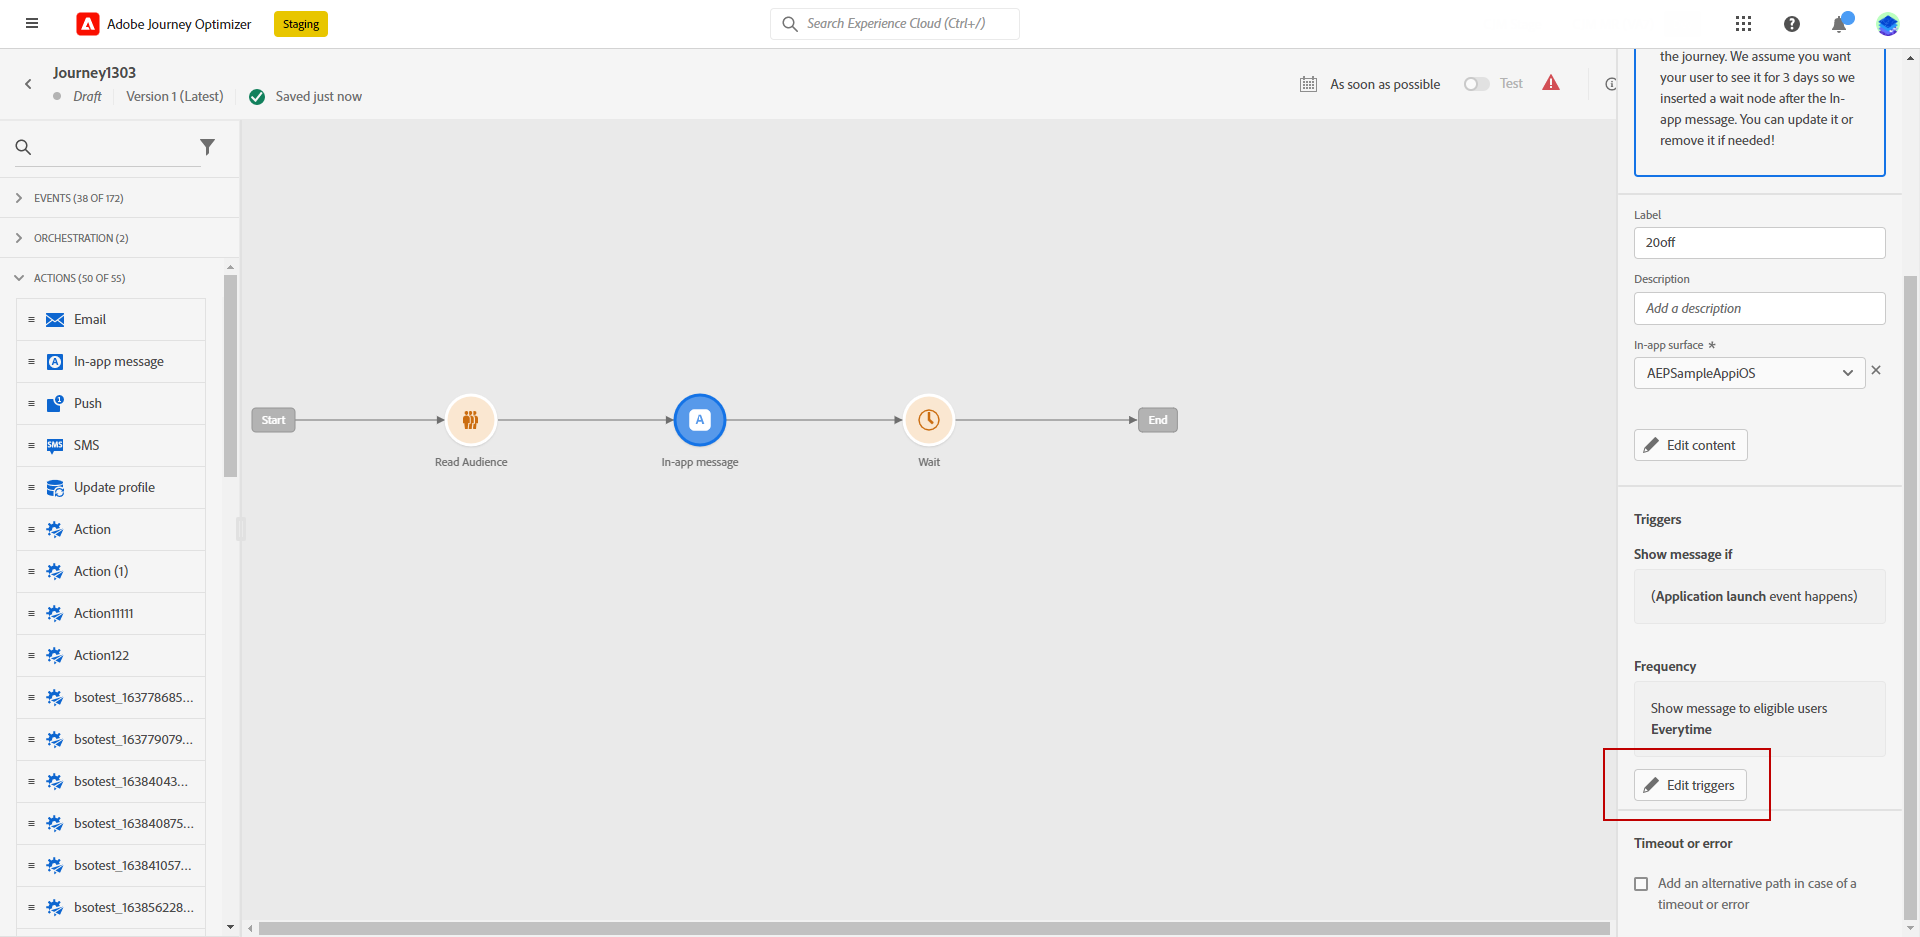 Adobe Journey Optimizer
Staging
Search Experience Cloud (Ctrl+/)
Journey1303
Draft
Version 1 (Latest)
Saved just now
As soon as possible
Test
EVENTS (38 OF 172)
ORCHESTRATION (2)
ACTIONS (50 OF 55)
Email
In-app message
Push
SMS
Update profile
Action
Action (1)
Action11111
Action122
bsotest_163778685...
bsotest_163779079...
bsotest_16384043...
bsotest_163840875...
bsotest_163841057...
bsotest_163856228...
Start
Read Audience
A
In-app message
Wait
End
the journey. We assume you want
your user to see it for 3 days so we
inserted a wait node after the In-
app message. You can update it or
remove it if needed!
Label
20off
Description
Add a description
In-app surface *
AEPSampleAppiOS
Edit content
Triggers
Show message if
(Application launch event happens)
Frequency
Show message to eligible users
Everytime
Edit triggers
Timeout or error
Add an alternative path in case of a
timeout or error